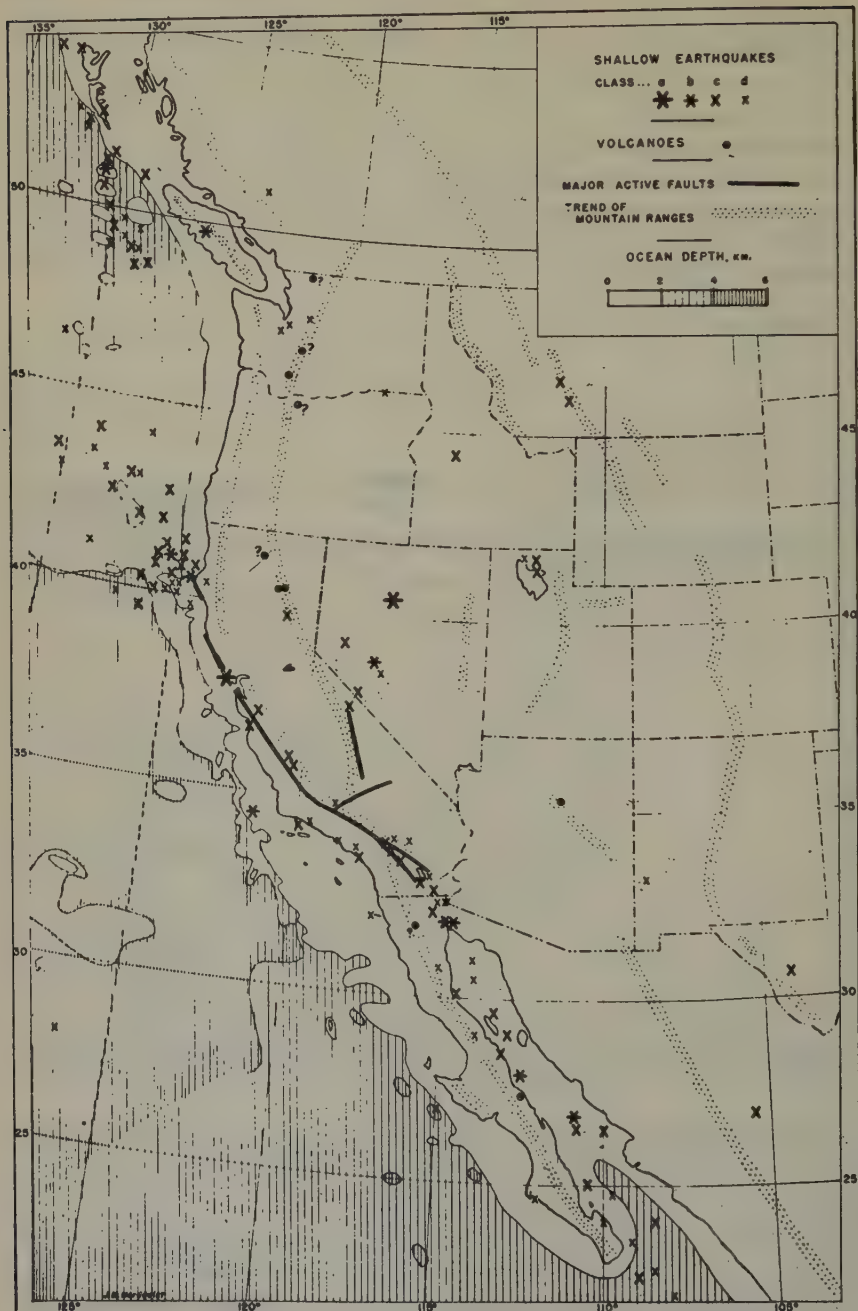 135° 130° 125° 120° 115°
SHALLOW EARTHQUAKES
CLASS... a b c d
VOLCANOES
MAJOR ACTIVE FAULTS
TREND OF
MOUNTAIN RANGES
OCEAN DEPTH, KM.
0 2 4 6
50
?
?
45
?
45
?
40
40
35
35
30
30
25
25
125° 120° 115° 110° 105°